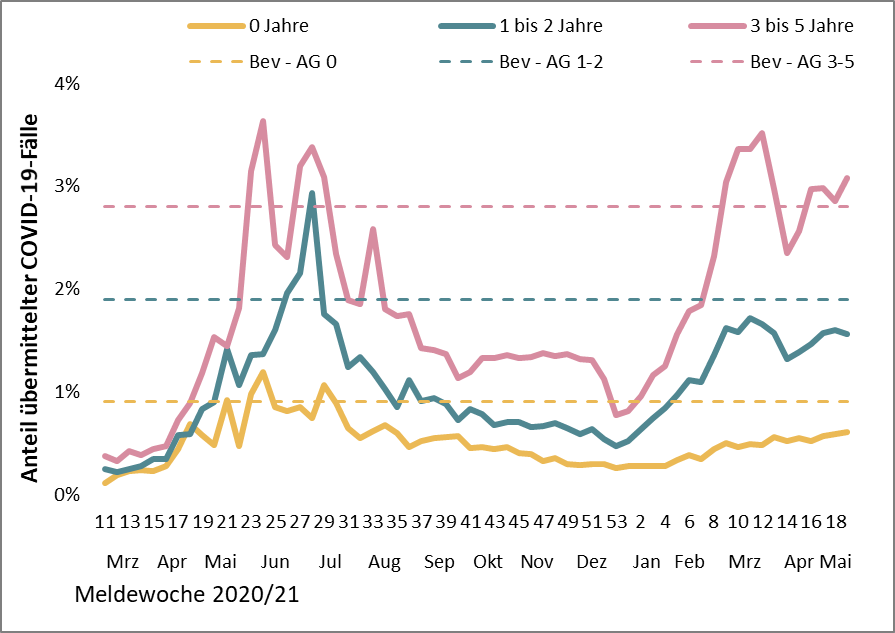 0 Jahre 1 bis 2 Jahre 3 bis 5 Jahre
Bev - AG 0 Bev - AG 1-2 Bev - AG 3-5
Anteil übermittelter COVID-19-Fälle
4%
3%
2%
1%
0%
11 13 15 17 19 21 23 25 27 29 31 33 35 37 39 41 43 45 47 49 51 53 2 4 6 8 10 12 14 16 18
Mrz Apr Mai Jun Jul Aug Sep Okt Nov Dez Jan Feb Mrz Apr Mai
Meldewoche 2020/21